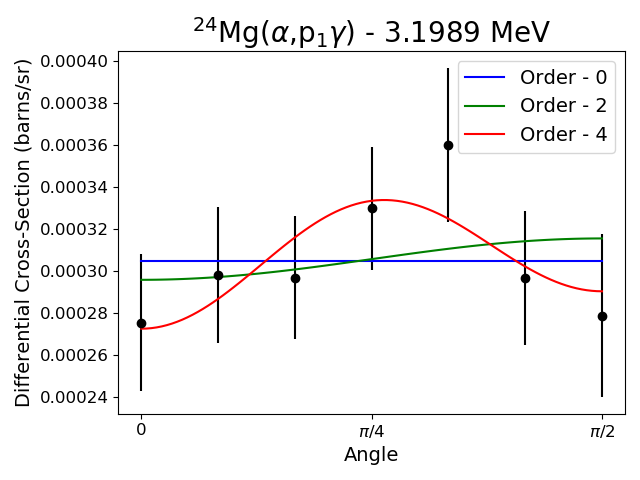 ²⁴Mg(α,p₁γ) - 3.1989 MeV
Differential Cross-Section (barns/sr)
0.00040
0.00038
0.00036
0.00034
0.00032
0.00030
0.00028
0.00026
0.00024
Order - 0
Order - 2
Order - 4
0
π/4
π/2
Angle